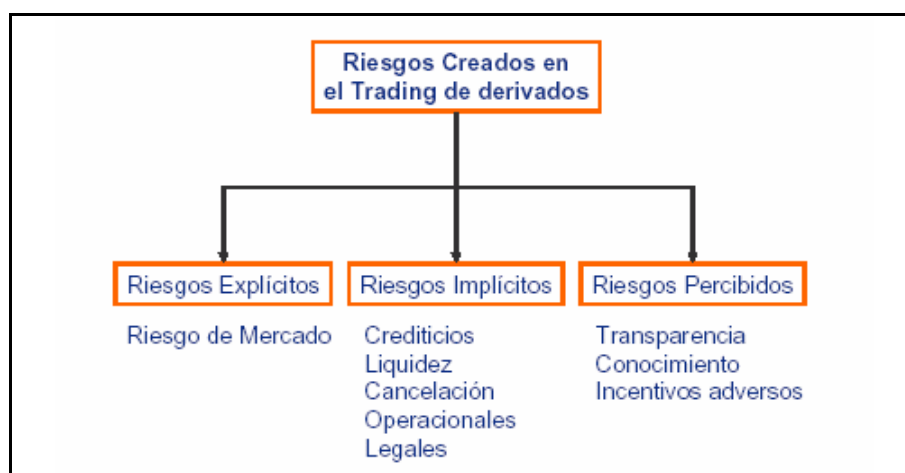 Riesgos Creados en
el Trading de derivados
Riesgos Explícitos
Riesgo de Mercado
Riesgos Implícitos
Crediticios
Liquidez
Cancelación
Operacionales
Legales
Riesgos Percibidos
Transparencia
Conocimiento
Incentivos adversos